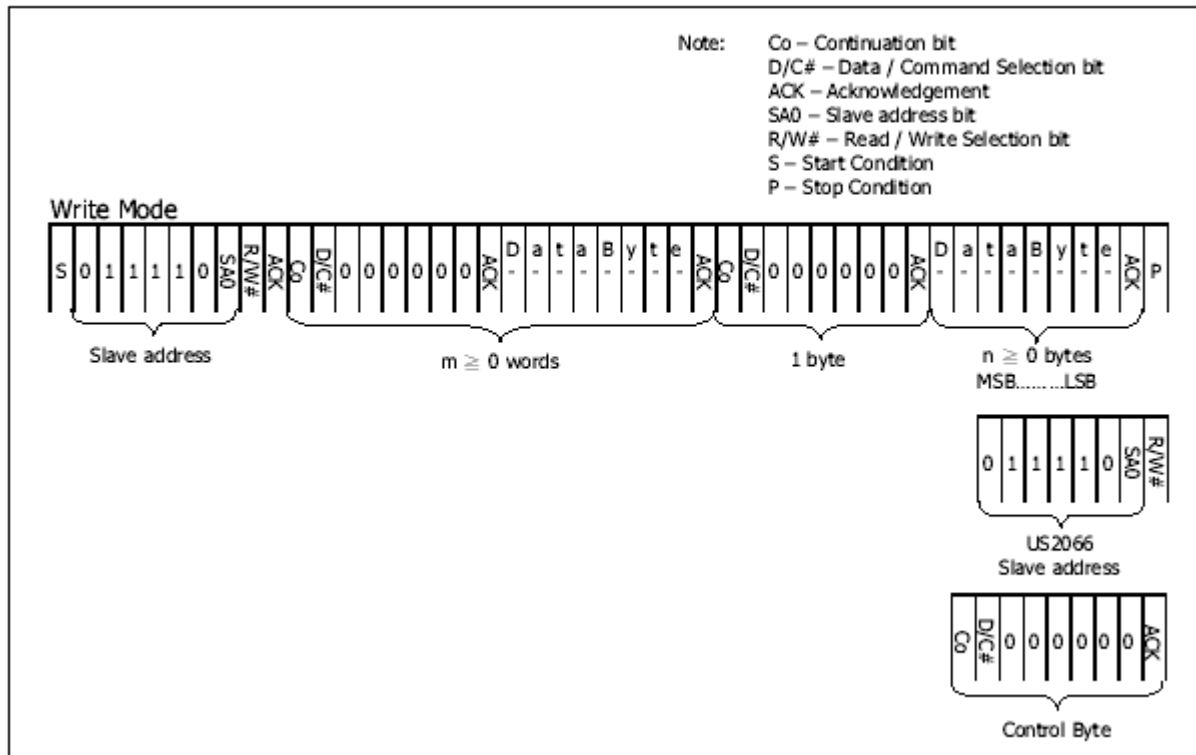 Note: Co – Continuation bit
D/C# – Data / Command Selection bit
ACK – Acknowledgement
SA0 – Slave address bit
R/W# – Read / Write Selection bit
S – Start Condition
P – Stop Condition
Write Mode
S 0 1 1 1 1 0 SA0 R/W# ACK Co D/C# 0 0 0 0 0 0 ACK D a t a B y t e ACK Co D/C# 0 0 0 0 0 0 ACK D a t a B y t e ACK P
Slave address
m ≧ 0 words
1 byte
n ≧ 0 bytes
MSB.........LSB
0 1 1 1 1 0 SA0 R/W#
US2066
Slave address
Co D/C# 0 0 0 0 0 0 ACK
Control Byte